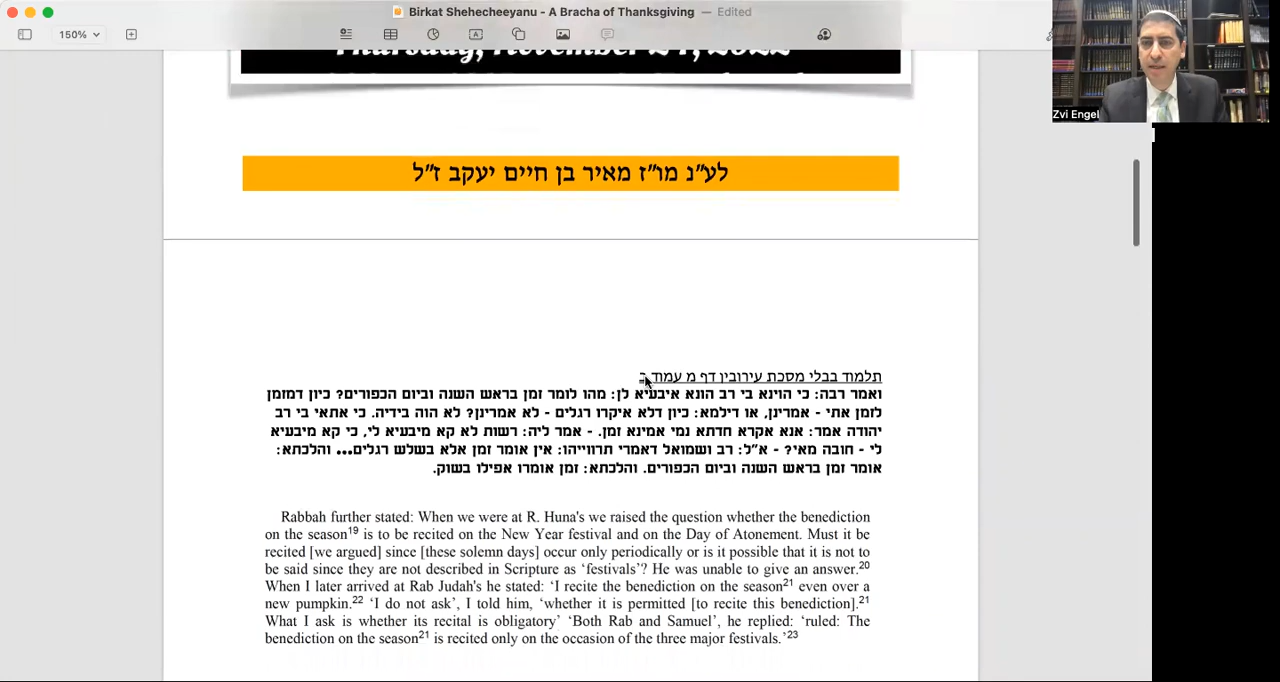 Birkat Shehecheeyanu - A Bracha of Thanksgiving — Edited
150%
Thursday, November 24, 2022
Zvi Engel
לע״נ מו״ז מאיר בן חיים יעקב ז״ל
תלמוד בבלי מסכת עירובין דף מ עמוד ב
ואמר רבה: כי הוינא בי רב הונא איבעיא לן: מהו לומר זמן בראש השנה וביום הכפורים? כיון דמזמן
לזמן אתי - אמרינן, או דילמא: כיון דלא איקרו רגלים - לא אמרינן? לא הוה בידיה. כי אתאי בי רב
יהודה אמר: אנא אקרא חדתא נמי אמינא זמן. - אמר ליה: רשות לא קא מיבעיא לי, כי קא מיבעיא
לי - חובה מאי? - א״ל: רב ושמואל דאמרי תרווייהו: אין אומר זמן אלא בשלש רגלים... והלכתא:
אומר זמן בראש השנה וביום הכפורים. והלכתא: זמן אומרו אפילו בשוק.
Rabbah further stated: When we were at R. Huna's we raised the question whether the benediction
on the season19 is to be recited on the New Year festival and on the Day of Atonement. Must it be
recited [we argued] since [these solemn days] occur only periodically or is it possible that it is not to
be said since they are not described in Scripture as ‘festivals’? He was unable to give an answer.20
When I later arrived at Rab Judah's he stated: ‘I recite the benediction on the season21 even over a
new pumpkin.22 ‘I do not ask’, I told him, ‘whether it is permitted [to recite this benediction].21
What I ask is whether its recital is obligatory’ ‘Both Rab and Samuel’, he replied: ‘ruled: The
benediction on the season21 is recited only on the occasion of the three major festivals.’23